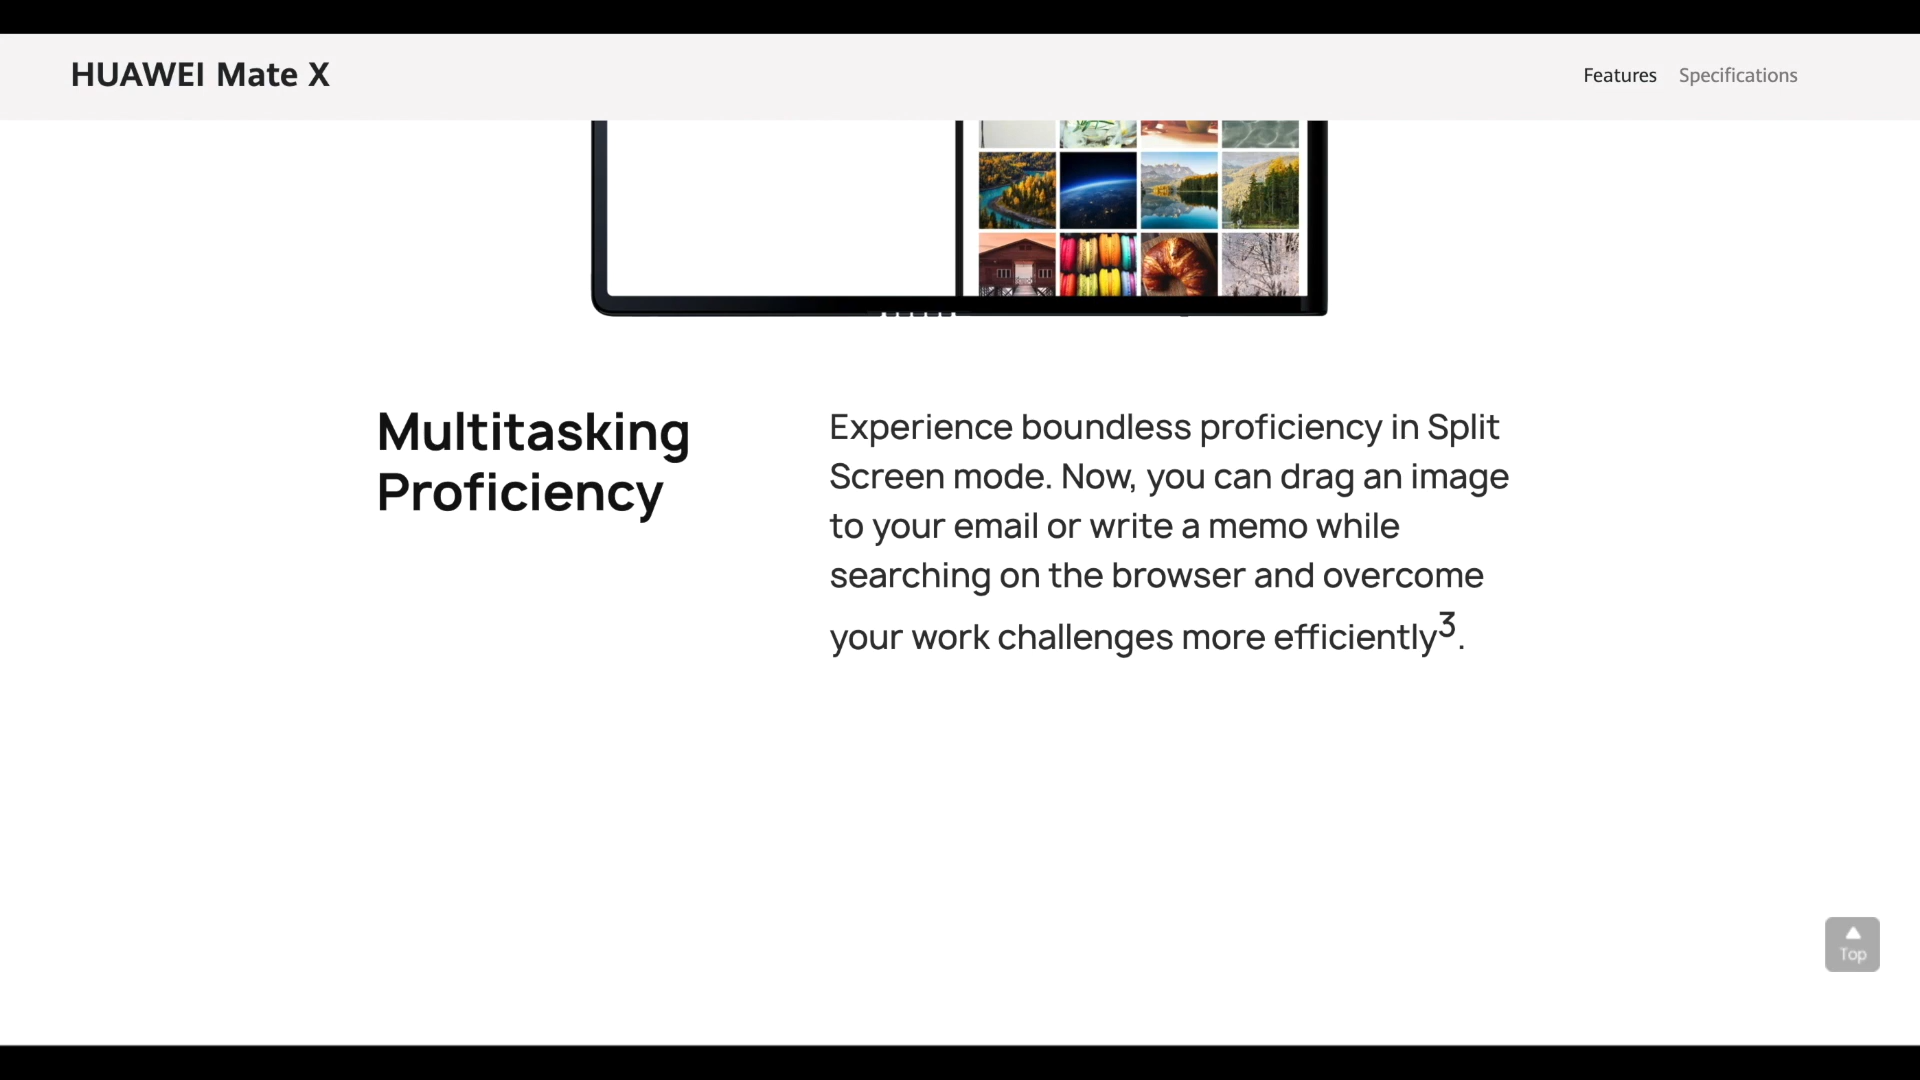 HUAWEI Mate X
Features
Specifications
Multitasking
Proficiency
Experience boundless proficiency in Split
Screen mode. Now, you can drag an image
to your email or write a memo while
searching on the browser and overcome
your work challenges more efficiently³.
Top